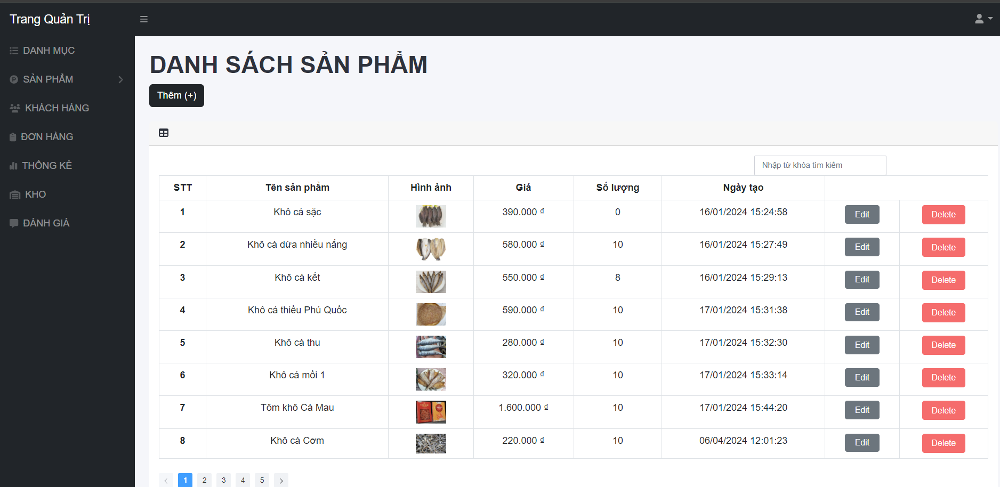 Trang Quản Trị
DANH MỤC
SẢN PHẨM
KHÁCH HÀNG
ĐƠN HÀNG
THỐNG KÊ
KHO
ĐÁNH GIÁ
DANH SÁCH SẢN PHẨM
Thêm (+)
Nhập từ khóa tìm kiếm
STT Tên sản phẩm Hình ảnh Giá Số lượng Ngày tạo
1 Khô cá sặc 390.000 ₫ 0 16/01/2024 15:24:58 Edit Delete
2 Khô cá dứa nhiều nắng 580.000 ₫ 10 16/01/2024 15:27:49 Edit Delete
3 Khô cá kết 550.000 ₫ 8 16/01/2024 15:29:13 Edit Delete
4 Khô cá thiều Phú Quốc 590.000 ₫ 10 17/01/2024 15:31:38 Edit Delete
5 Khô cá thu 280.000 ₫ 10 17/01/2024 15:32:30 Edit Delete
6 Khô cá mối 1 320.000 ₫ 10 17/01/2024 15:33:14 Edit Delete
7 Tôm khô Cà Mau 1.600.000 ₫ 10 17/01/2024 15:44:20 Edit Delete
8 Khô cá Cơm 220.000 ₫ 10 06/04/2024 12:01:23 Edit Delete
1 2 3 4 5